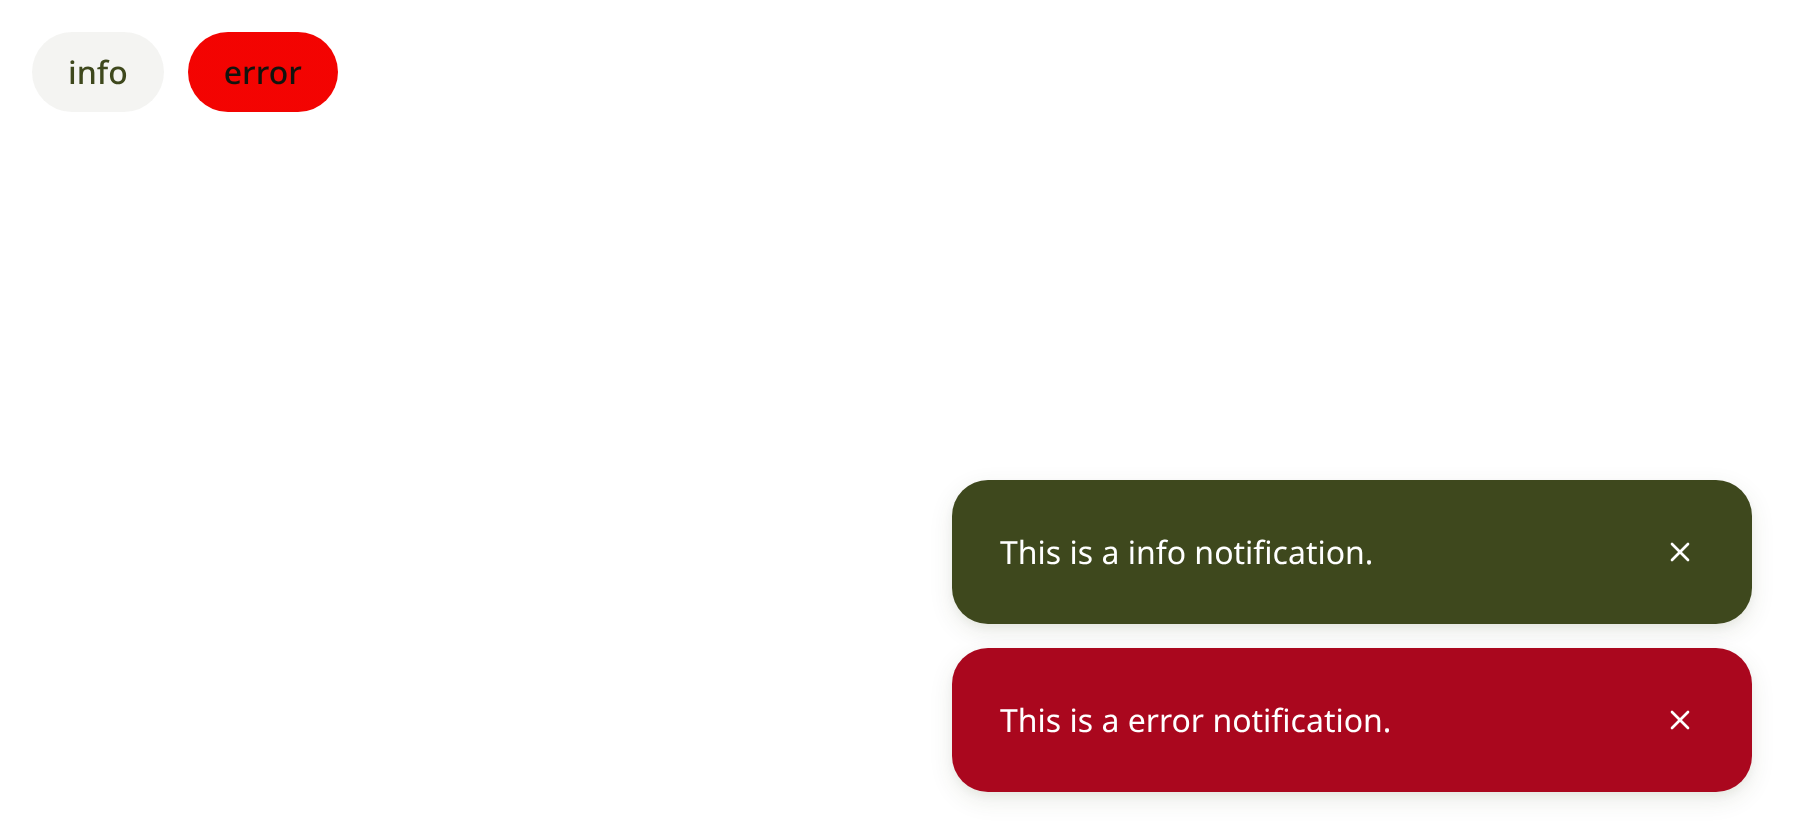 info
error
This is a info notification.
This is a error notification.